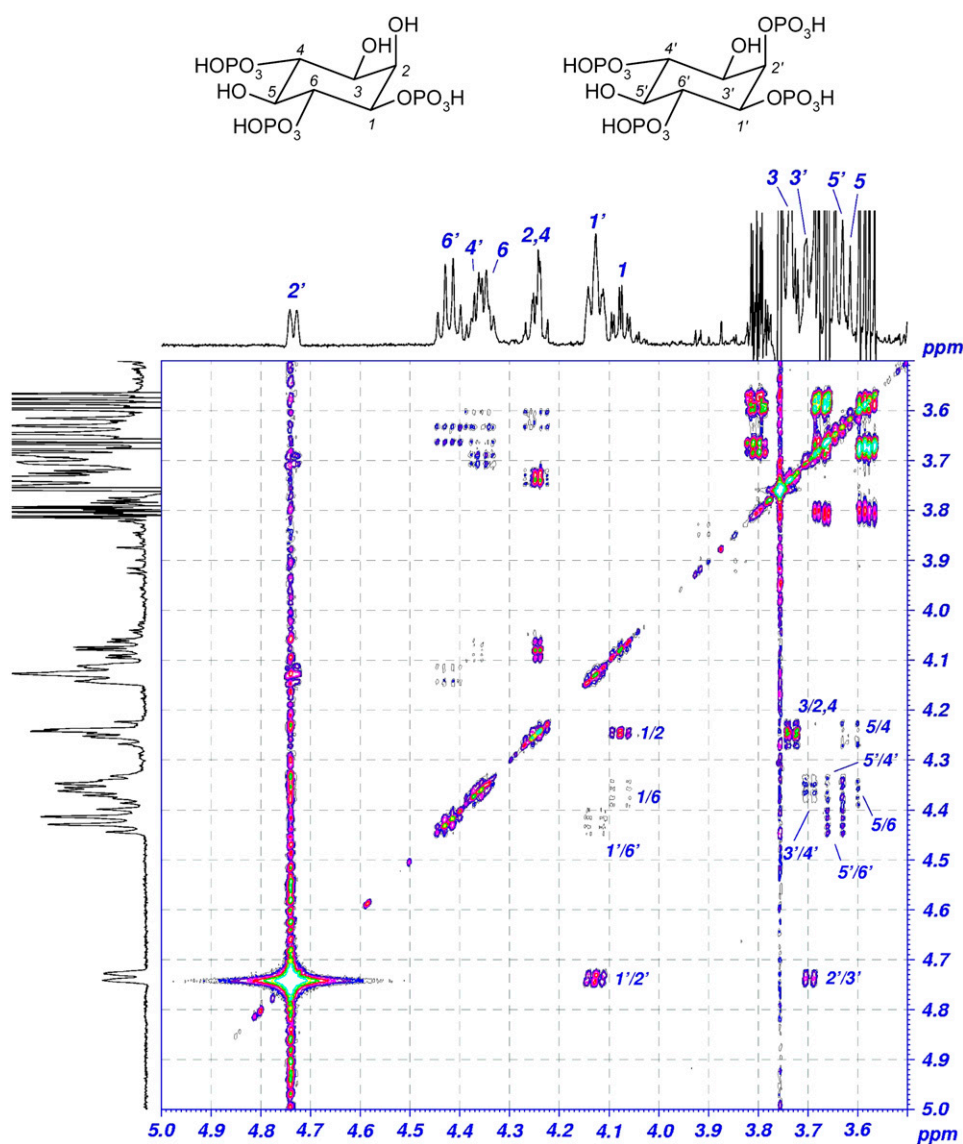 OH
OPO₃H
4
OH
4'
OH
HOPO₃
6
2
HOPO₃
6'
2'
5
3
5'
3'
HO
OPO₃H
HO
OPO₃H
HOPO₃
1
HOPO₃
1'
3 3' 5' 5
6' 4' 6 2,4 1' 1
2'
ppm
3.6
3.7
3.8
3.9
4.0
4.1
3/2,4
5/4
4.2
1/2
5'/4'
4.3
1/6
5/6
4.4
1'/6'
3'/4'
5'/6'
4.5
4.6
1'/2'
2'/3'
4.7
4.8
4.9
5.0
5.0 4.9 4.8 4.7 4.6 4.5 4.4 4.3 4.2 4.1 4.0 3.9 3.8 3.7 3.6 ppm